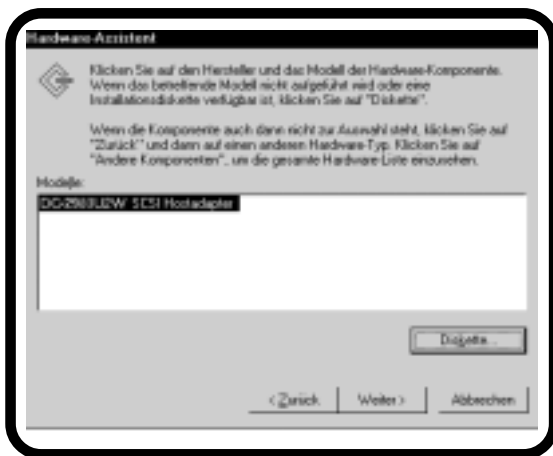 Hardware-Assistent
Klicken Sie auf den Hersteller und das Modell der Hardware-Komponente.
Wenn das betreffende Modell nicht aufgeführt wird oder eine
Installationsdiskette verfügbar ist, klicken Sie auf "Diskette".
Wenn die Komponente auch dann nicht zur Auswahl steht, klicken Sie auf
"Zurück" und dann auf einen anderen Hardware-Typ. Klicken Sie auf
"Andere Komponenten", um die gesamte Hardware-Liste einzusehen.
Modelle:
SCSI Hostadapter
Diskette...
< Zurück
Weiter >
Abbrechen